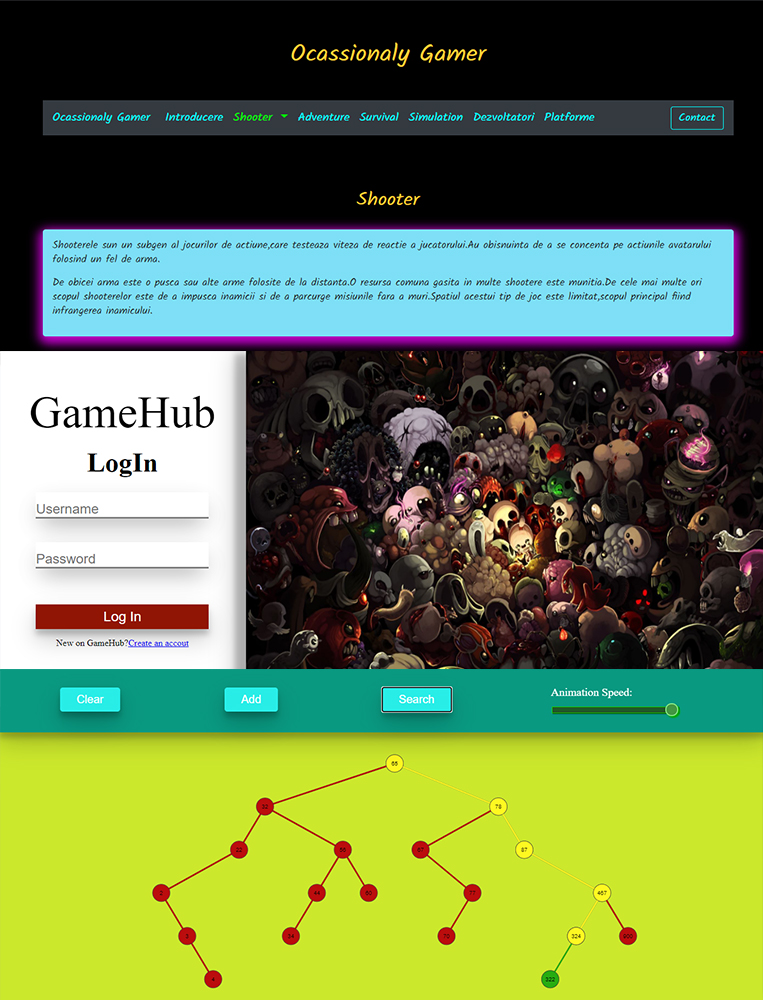 Ocassionaly Gamer
Ocassionaly Gamer Introducere Shooter Adventure Survival Simulation Dezvoltatori Platforme Contact
Shooter
Shooterele sun un subgen al jocurilor de actiune,care testeaza viteza de reactie a jucatorului.Au obisnuinta de a se concenta pe actiunile avatarului
folosind un fel de arma.
De obicei arma este o pusca sau alte arme folosite de la distanta.O resursa comuna gasita in multe shootere este munitia.De cele mai multe ori
scopul shooterelor este de a impusca inamicii si de a parcurge misiunile fara a muri.Spatiul acestui tip de joc este limitat,scopul principal fiind
infrangerea inamicului.
GameHub
LogIn
Username
Password
Log In
New on GameHub?Create an accout
Clear Add Search Animation Speed:
78
87
467
324
322